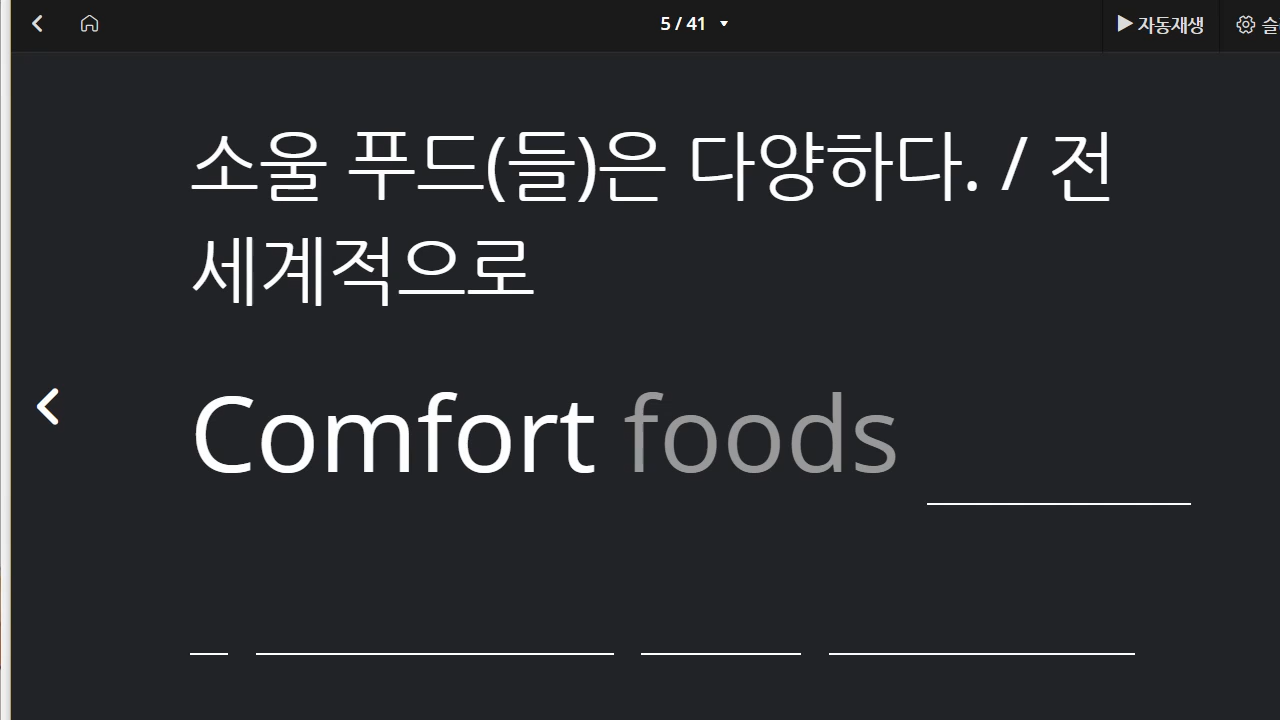 5 / 41
▶ 자동재생
소울 푸드(들)은 다양하다. / 전
세계적으로
Comfort foods